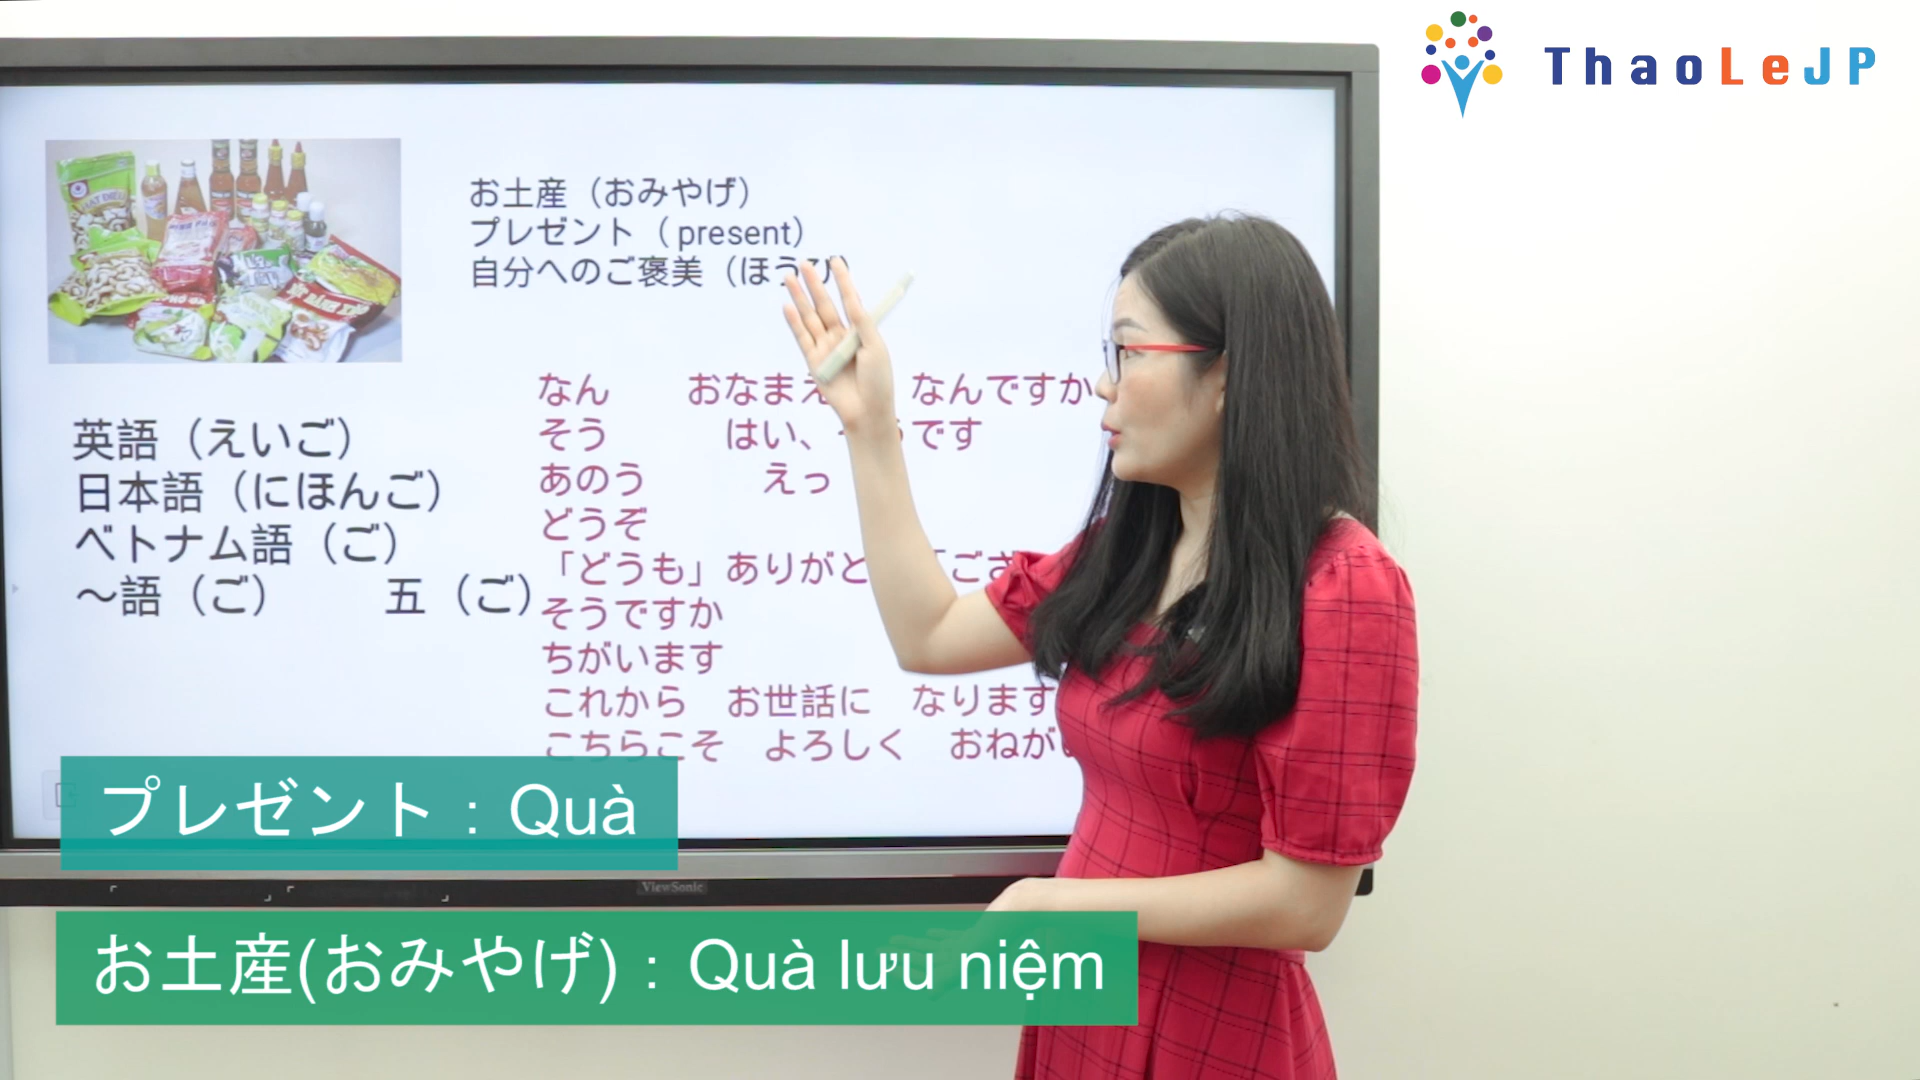 ThaoLeJP
お土産（おみやげ）
プレゼント（present）
自分へのご褒美（ほうび）
英語（えいご）
日本語（にほんご）
ベトナム語（ご）
～語（ご）　五（ご）
なん　おなまえ　なんですか
そう　はい、そうです
あのう　えっ
どうぞ
「どうも」ありがと
そうですか
ちがいます
これから　お世話に　なります
こちらこそ　よろしく　おねがい
プレゼント：Quà
ViewSonic
お土産(おみやげ)：Quà lưu niệm